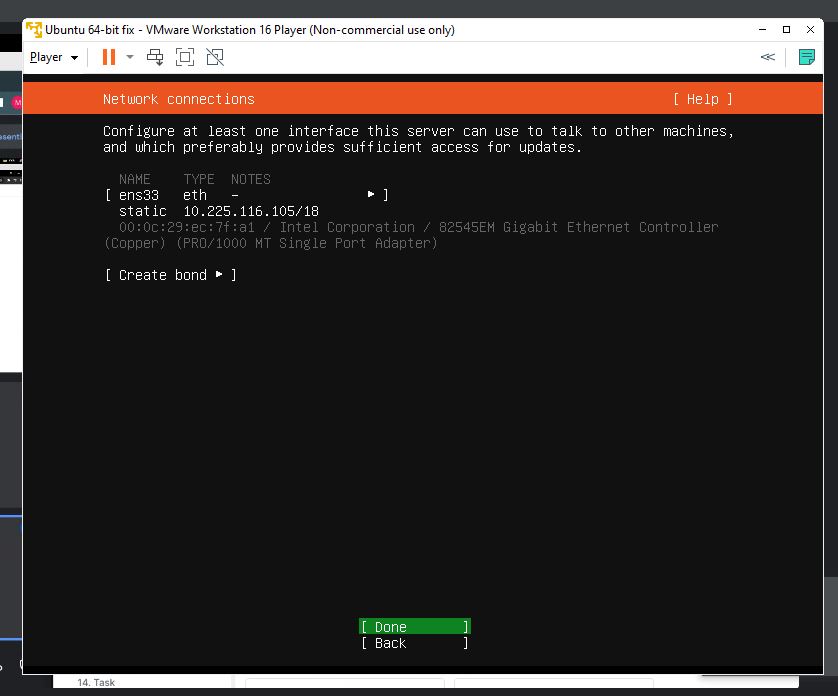 Ubuntu 64-bit fix - VMware Workstation 16 Player (Non-commercial use only)
Player
Network connections [ Help ]
Configure at least one interface this server can use to talk to other machines,
and which preferably provides sufficient access for updates.
NAME TYPE NOTES
[ ens33 eth - ▸ ]
static 10.225.116.105/18
00:0c:29:ec:7f:a1 / Intel Corporation / 82545EM Gigabit Ethernet Controller
(Copper) (PRO/1000 MT Single Port Adapter)
[ Create bond ▸ ]
[ Done ]
[ Back ]
14. Task